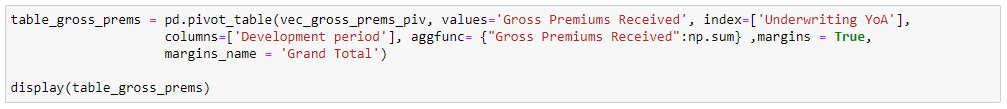 table_gross_prems = pd.pivot_table(vec_gross_prems_piv, values='Gross Premiums Received', index=['Underwriting YoA'],
columns=['Development period'], aggfunc= {"Gross Premiums Received":np.sum} ,margins = True,
margins_name = 'Grand Total')
display(table_gross_prems)